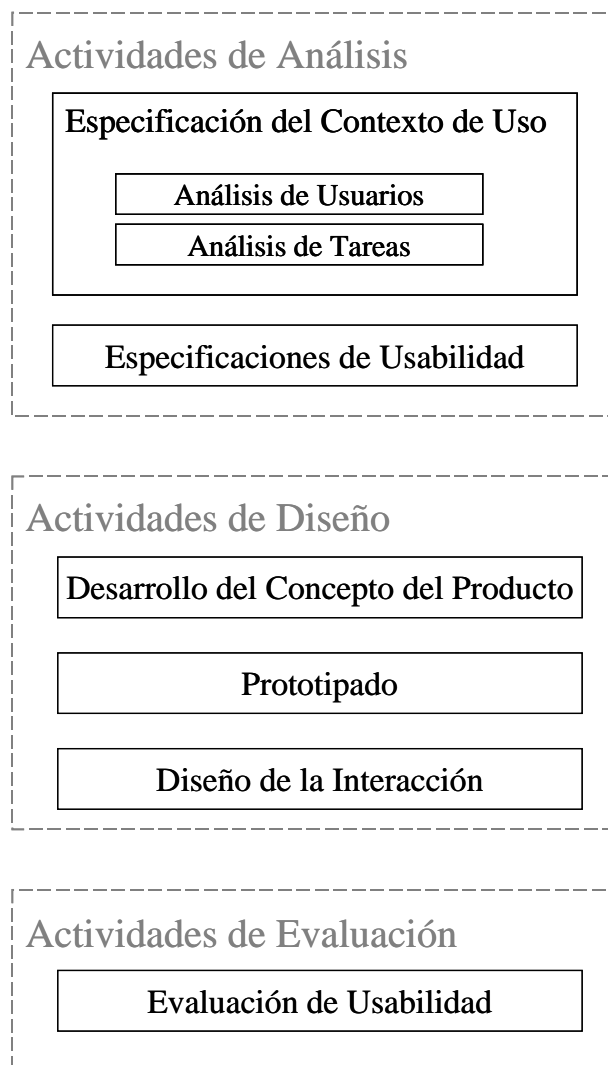 Actividades de Análisis
Especificación del Contexto de Uso
Análisis de Usuarios
Análisis de Tareas
Especificaciones de Usabilidad
Actividades de Diseño
Desarrollo del Concepto del Producto
Prototipado
Diseño de la Interacción
Actividades de Evaluación
Evaluación de Usabilidad